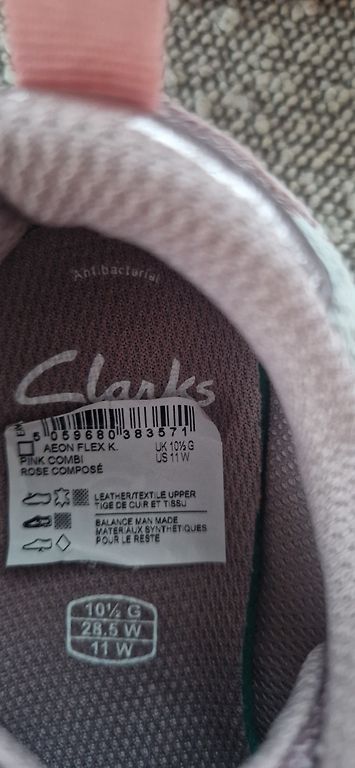 Antibacterial
Clarks
5 059680 383571
AEON FLEX K. UK 10½ G
PINK COMBI US 11 W
ROSE COMPOSÉ
LEATHER/TEXTILE UPPER
TIGE DE CUIR ET TISSU
BALANCE MAN MADE
MATERIAUX SYNTHÉTIQUES
POUR LE RESTE
10½ G
28.5 W
11 W